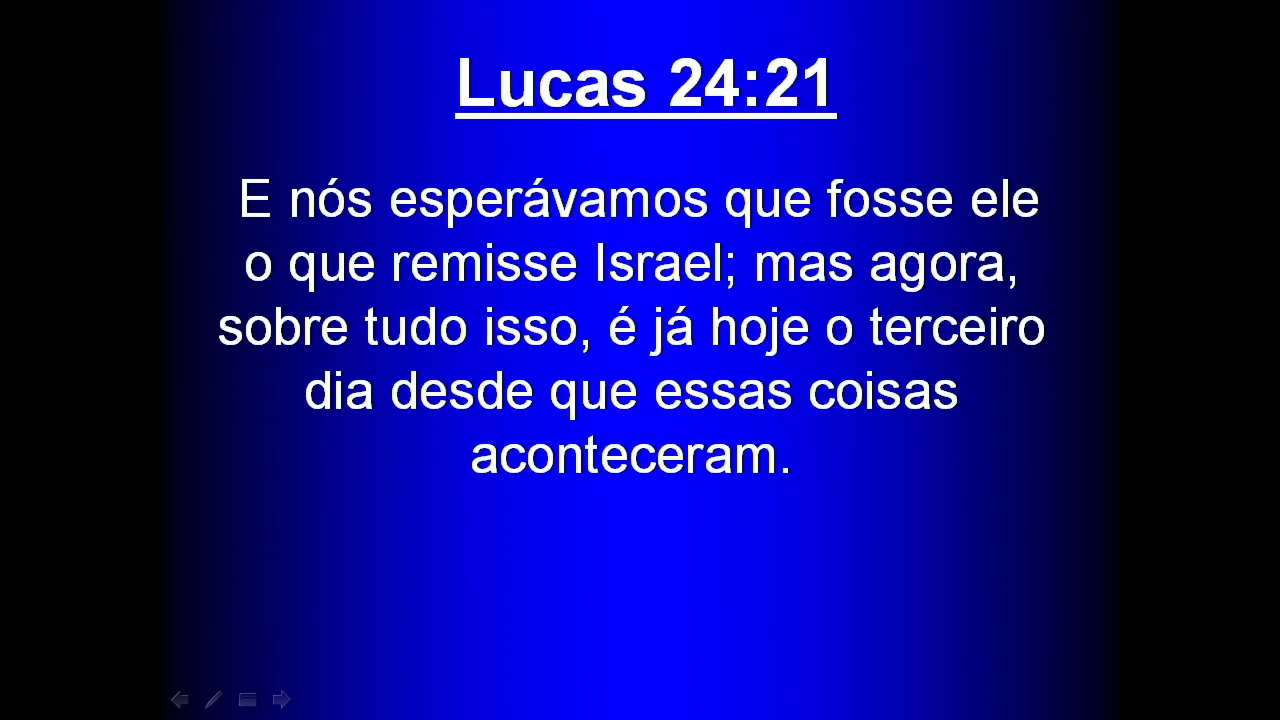 Lucas 24:21
E nós esperávamos que fosse ele
o que remisse Israel; mas agora,
sobre tudo isso, é já hoje o terceiro
dia desde que essas coisas
aconteceram.